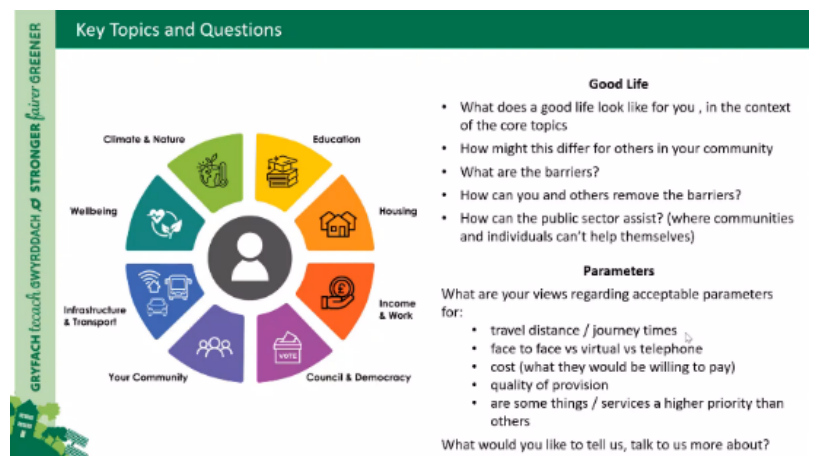 Key Topics and Questions
GRYFACH tecach GWYRDDACH STRONGER fairer GREENER
Climate & Nature
Education
Wellbeing
Housing
Infrastructure
& Transport
Income
& Work
Your Community
Council & Democracy
VOTE
£
Good Life
• What does a good life look like for you , in the context
of the core topics
• How might this differ for others in your community
• What are the barriers?
• How can you and others remove the barriers?
• How can the public sector assist? (where communities
and individuals can't help themselves)
Parameters
What are your views regarding acceptable parameters
for:
• travel distance / journey times
• face to face vs virtual vs telephone
• cost (what they would be willing to pay)
• quality of provision
• are some things / services a higher priority than
others
What would you like to tell us, talk to us more about?